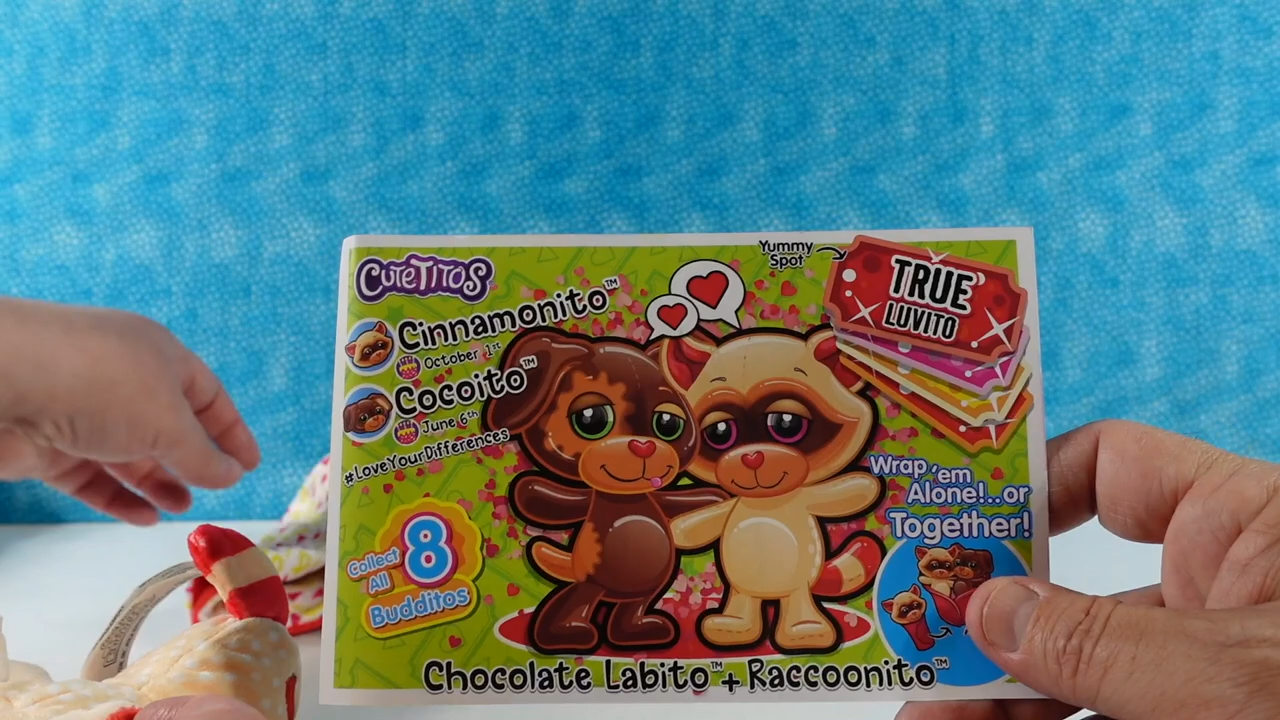 CUTETITOS
Cinnamonito™
October 1st
Cocoito™
June 6th
#LoveYourDifferences
Collect
All
8
Budditos
Yummy
Spot
TRUE
LUVITO
Wrap 'em
Alone!..or
Together!
Chocolate Labito™ + Raccoonito™